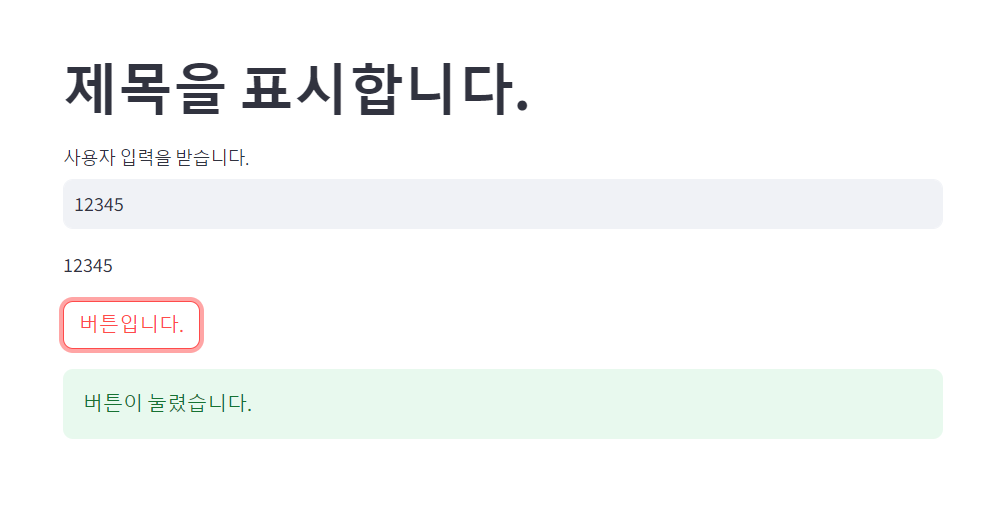 제목을 표시합니다.
사용자 입력을 받습니다.
12345
12345
버튼입니다.
버튼이 눌렸습니다.